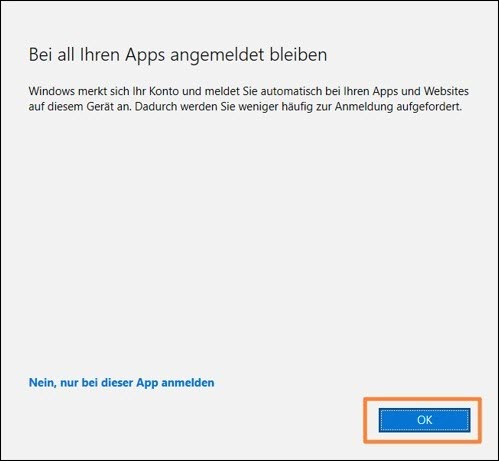 Bei all Ihren Apps angemeldet bleiben
Windows merkt sich Ihr Konto und meldet Sie automatisch bei Ihren Apps und Websites
auf diesem Gerät an. Dadurch werden Sie weniger häufig zur Anmeldung aufgefordert.
Nein, nur bei dieser App anmelden
OK